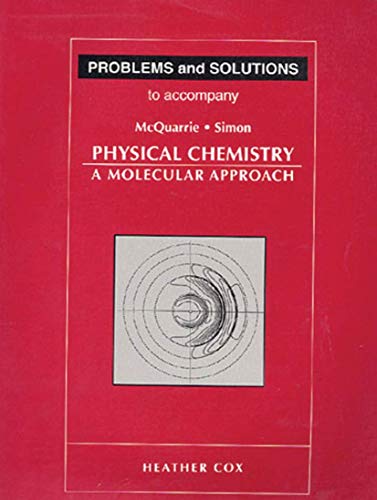 PROBLEMS and SOLUTIONS
to accompany
McQuarrie • Simon
PHYSICAL CHEMISTRY
A MOLECULAR APPROACH
HEATHER COX